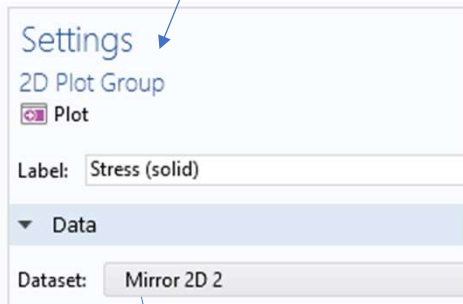 Settings
2D Plot Group
Plot
Label: Stress (solid)
Data
Dataset: Mirror 2D 2